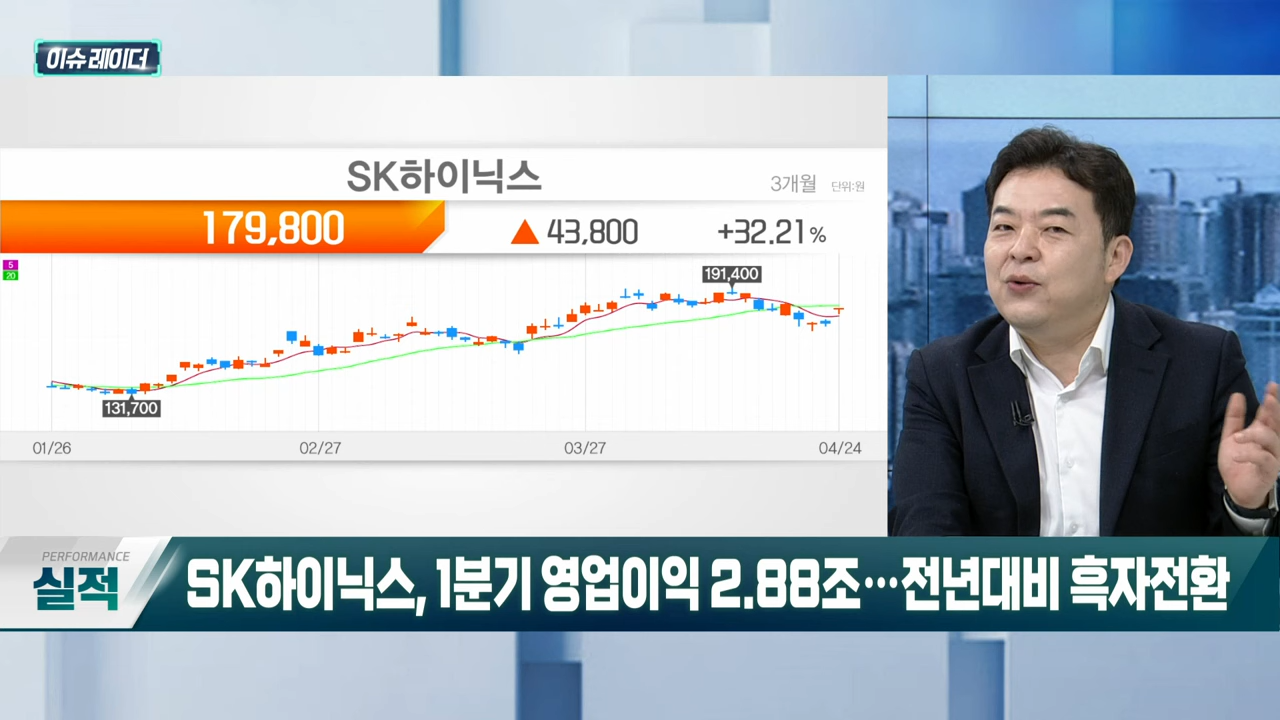 이슈 레이더
SK하이닉스
3개월 단위:원
179,800 ▲ 43,800 +32.21%
5
20
191,400
131,700
01/26 02/27 03/27 04/24
PERFORMANCE
실적
SK하이닉스, 1분기 영업이익 2.88조…전년대비 흑자전환